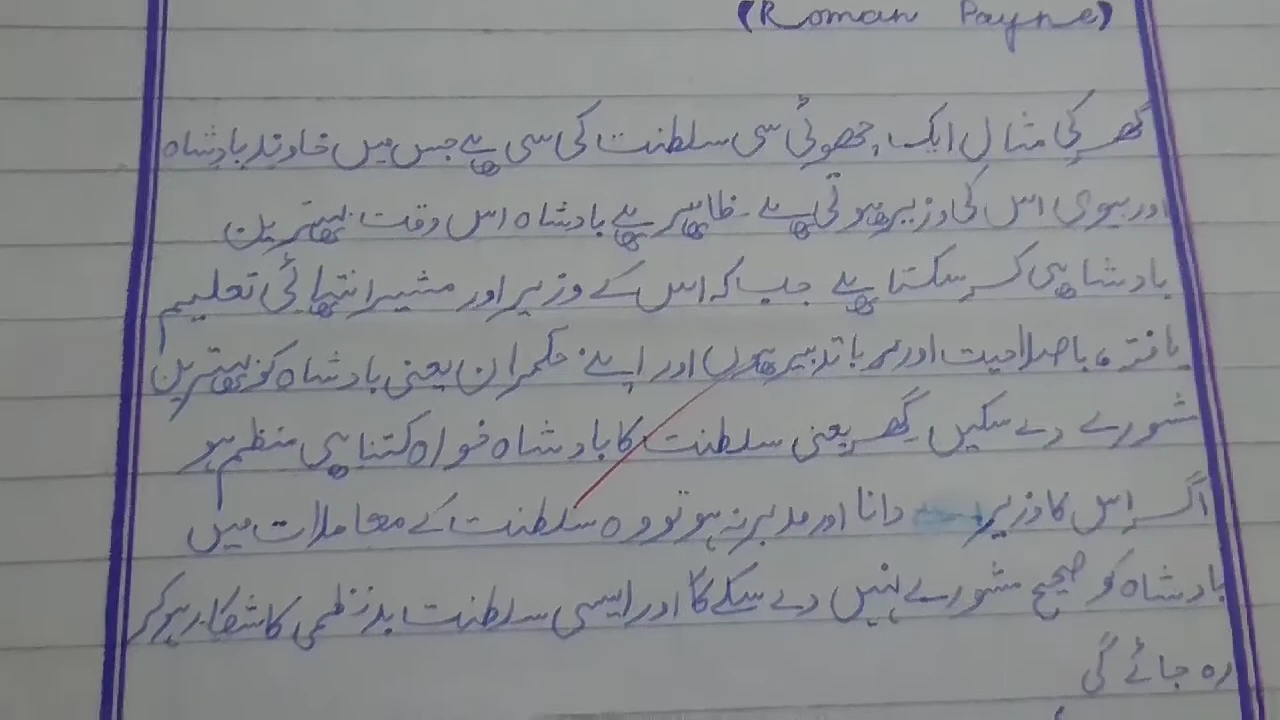 (Roman Payne)
گھر کی مثال ایک چھوٹی سی سلطنت کی سی ہے جس میں خاوند بادشاہ
اور بیوی اس کی وزیر ہوتی ہے۔ ظاہر ہے بادشاہ اس وقت بہترین
بادشاہی کر سکتا ہے جب کہ اس کے وزیر اور مشیر انتہائی تعلیم
یافتہ، باصلاحیت اور باتدبیر ہوں اور اپنے حکمران یعنی بادشاہ کو بہترین
مشورے دے سکیں گھر یعنی سلطنت کا بادشاہ خواہ کتنا ہی منظم ہو
اگر اس کا وزیر دانا اور مدبر نہ ہو تو وہ سلطنت کے معاملات میں
بادشاہ کو صحیح مشورے نہیں دے سکے گا اور ایسی سلطنت بدنظمی کا شکار ہو کر
رہ جائے گی